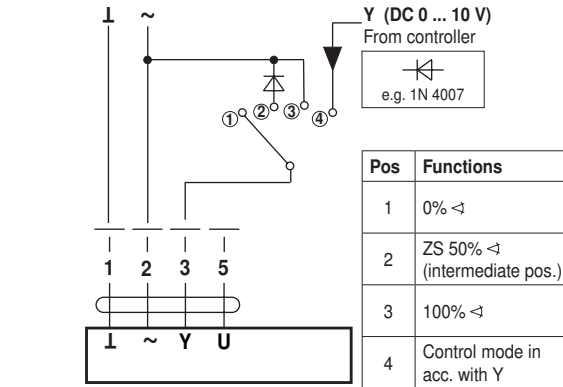 ⊥ ~
Y (DC 0 ... 10 V)
From controller
e.g. 1N 4007
① ② ③ ④
Pos Functions
1 0% ∢
2 ZS 50% ∢
(intermediate pos.)
3 100% ∢
4 Control mode in
acc. with Y
1 2 3 5
⊥ ~ Y U